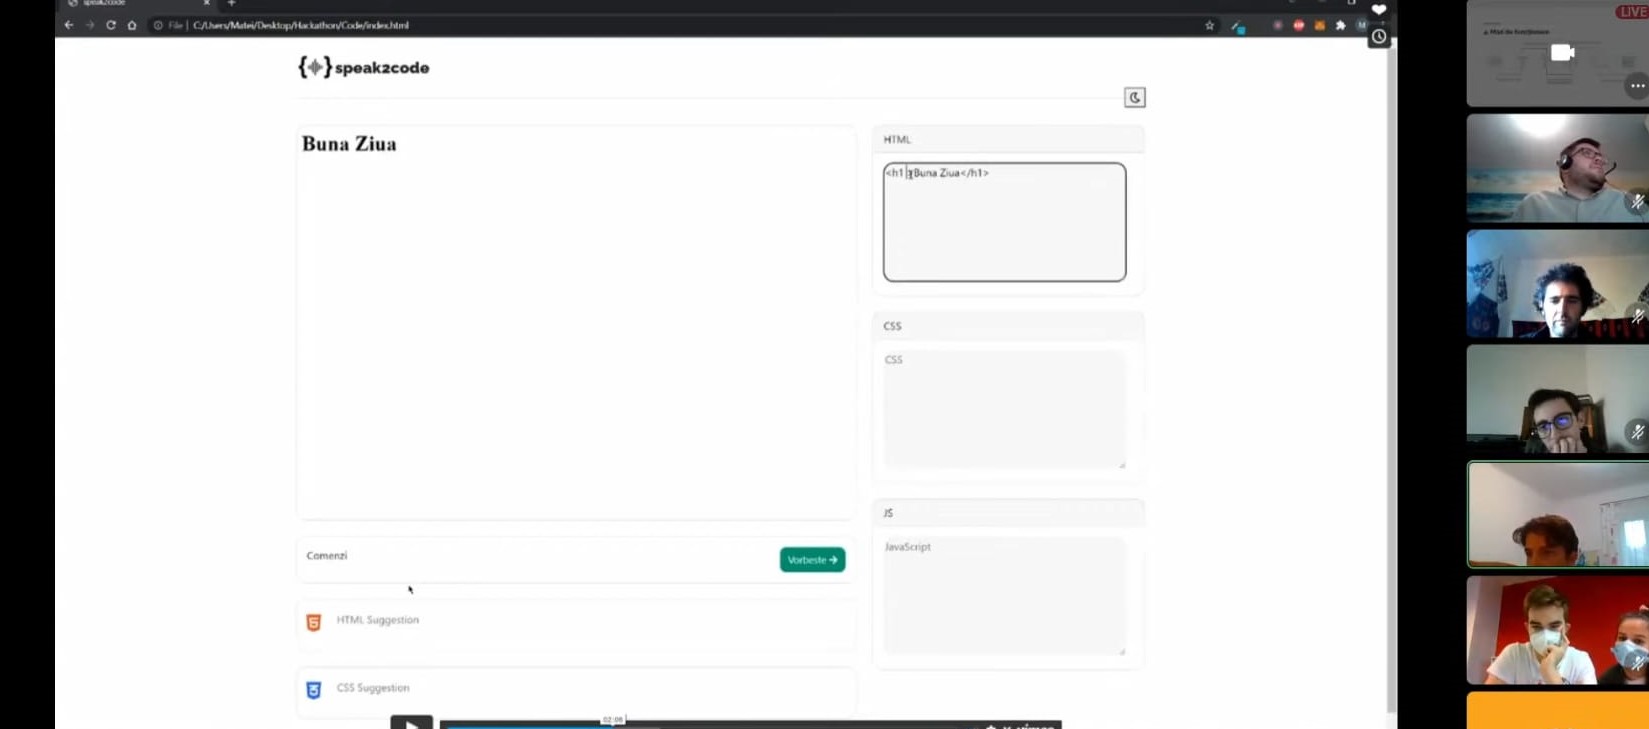 speak2code
File | C:/Users/Matei/Desktop/Hackathon/Code/index.html
LIVE
{ }speak2code
Buna Ziua
HTML
<h1 >Buna Ziua</h1>
CSS
CSS
JS
JavaScript
Comenzi
Vorbeste →
HTML Suggestion
CSS Suggestion
02:08
vimeo